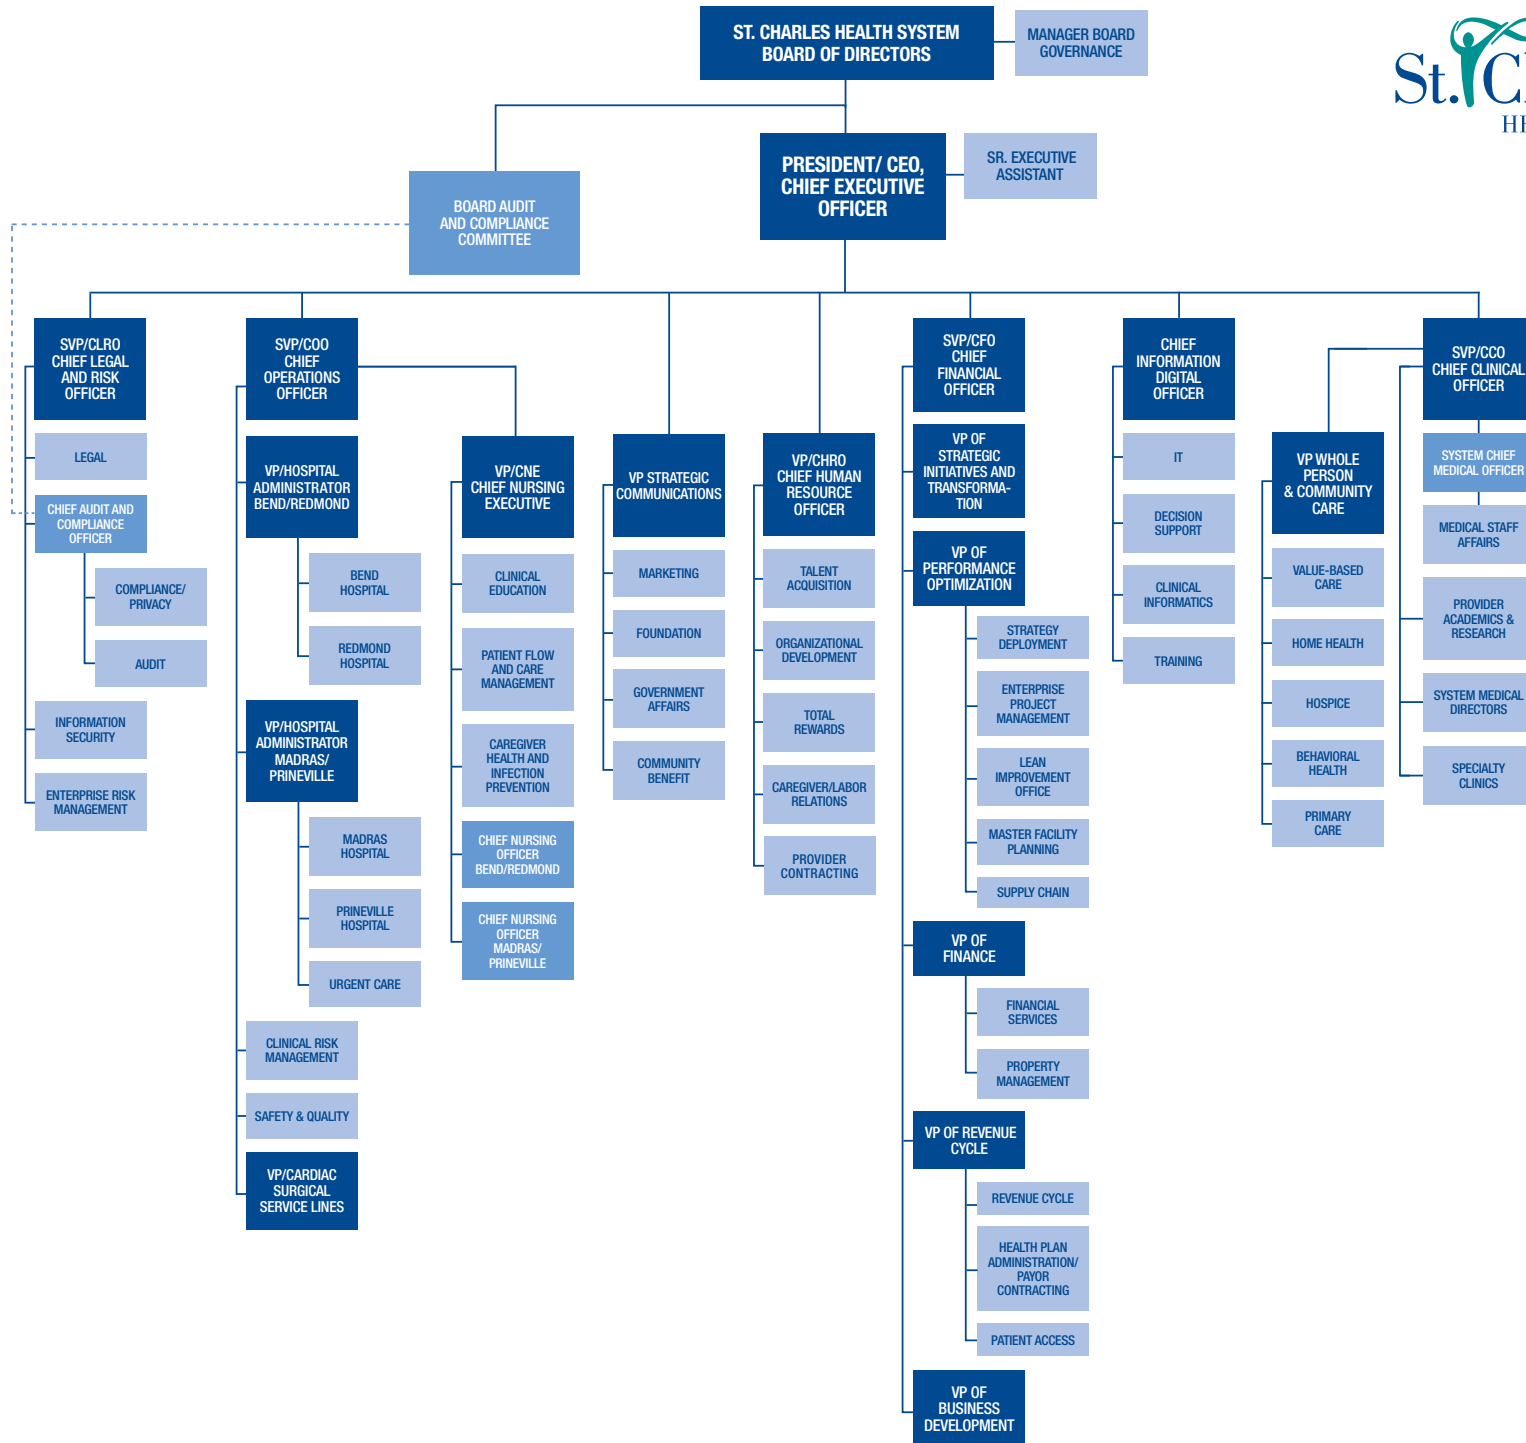 ST. CHARLES HEALTH SYSTEM
BOARD OF DIRECTORS
MANAGER BOARD
GOVERNANCE
St. C
PRESIDENT/ CEO,
CHIEF EXECUTIVE
OFFICER
SR. EXECUTIVE
ASSISTANT
BOARD AUDIT
AND COMPLIANCE
COMMITTEE
SVP/CLRO
CHIEF LEGAL
AND RISK
OFFICER
LEGAL
CHIEF AUDIT AND
COMPLIANCE
OFFICER
COMPLIANCE/
PRIVACY
AUDIT
INFORMATION
SECURITY
ENTERPRISE RISK
MANAGEMENT
SVP/COO
CHIEF
OPERATIONS
OFFICER
VP/HOSPITAL
ADMINISTRATOR
BEND/REDMOND
BEND
HOSPITAL
REDMOND
HOSPITAL
VP/HOSPITAL
ADMINISTRATOR
MADRAS/
PRINEVILLE
MADRAS
HOSPITAL
PRINEVILLE
HOSPITAL
URGENT CARE
CLINICAL RISK
MANAGEMENT
SAFETY & QUALITY
VP/CARDIAC
SURGICAL
SERVICE LINES
VP/CNE
CHIEF NURSING
EXECUTIVE
CLINICAL
EDUCATION
PATIENT FLOW
AND CARE
MANAGEMENT
CAREGIVER
HEALTH AND
INFECTION
PREVENTION
CHIEF NURSING
OFFICER
BEND/REDMOND
CHIEF NURSING
OFFICER
MADRAS/
PRINEVILLE
VP STRATEGIC
COMMUNICATIONS
MARKETING
FOUNDATION
GOVERNMENT
AFFAIRS
COMMUNITY
BENEFIT
VP/CHRO
CHIEF HUMAN
RESOURCE
OFFICER
TALENT
ACQUISITION
ORGANIZATIONAL
DEVELOPMENT
TOTAL
REWARDS
CAREGIVER/LABOR
RELATIONS
PROVIDER
CONTRACTING
SVP/CFO
CHIEF
FINANCIAL
OFFICER
VP OF
STRATEGIC
INITIATIVES AND
TRANSFORMA-
TION
VP OF
PERFORMANCE
OPTIMIZATION
STRATEGY
DEPLOYMENT
ENTERPRISE
PROJECT
MANAGEMENT
LEAN
IMPROVEMENT
OFFICE
MASTER FACILITY
PLANNING
SUPPLY CHAIN
VP OF
FINANCE
FINANCIAL
SERVICES
PROPERTY
MANAGEMENT
VP OF REVENUE
CYCLE
REVENUE CYCLE
HEALTH PLAN
ADMINISTRATION/
PAYOR
CONTRACTING
PATIENT ACCESS
VP OF
BUSINESS
DEVELOPMENT
CHIEF
INFORMATION
DIGITAL
OFFICER
IT
DECISION
SUPPORT
CLINICAL
INFORMATICS
TRAINING
VP WHOLE
PERSON
& COMMUNITY
CARE
VALUE-BASED
CARE
HOME HEALTH
HOSPICE
BEHAVIORAL
HEALTH
PRIMARY
CARE
SVP/CCO
CHIEF CLINICAL
OFFICER
SYSTEM CHIEF
MEDICAL OFFICER
MEDICAL STAFF
AFFAIRS
PROVIDER
ACADEMICS &
RESEARCH
SYSTEM MEDICAL
DIRECTORS
SPECIALTY
CLINICS